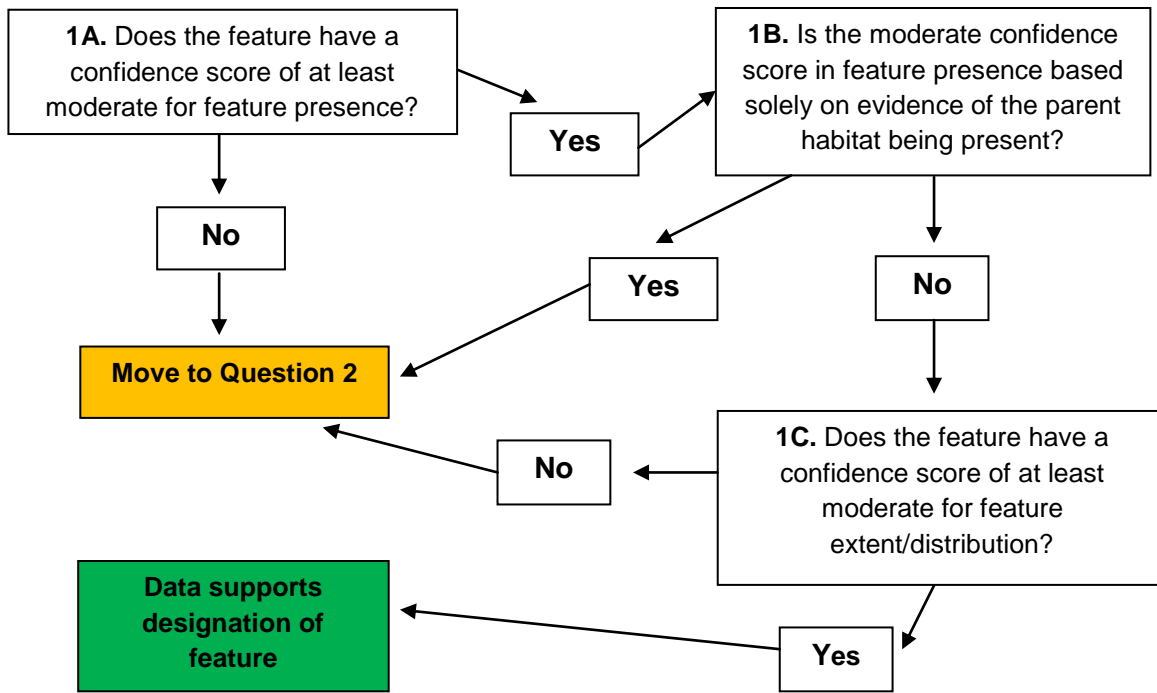 1A. Does the feature have a
confidence score of at least
moderate for feature presence?
Yes
1B. Is the moderate confidence
score in feature presence based
solely on evidence of the parent
habitat being present?
No
Yes
No
Move to Question 2
1C. Does the feature have a
confidence score of at least
moderate for feature
extent/distribution?
No
Data supports
designation of
feature
Yes